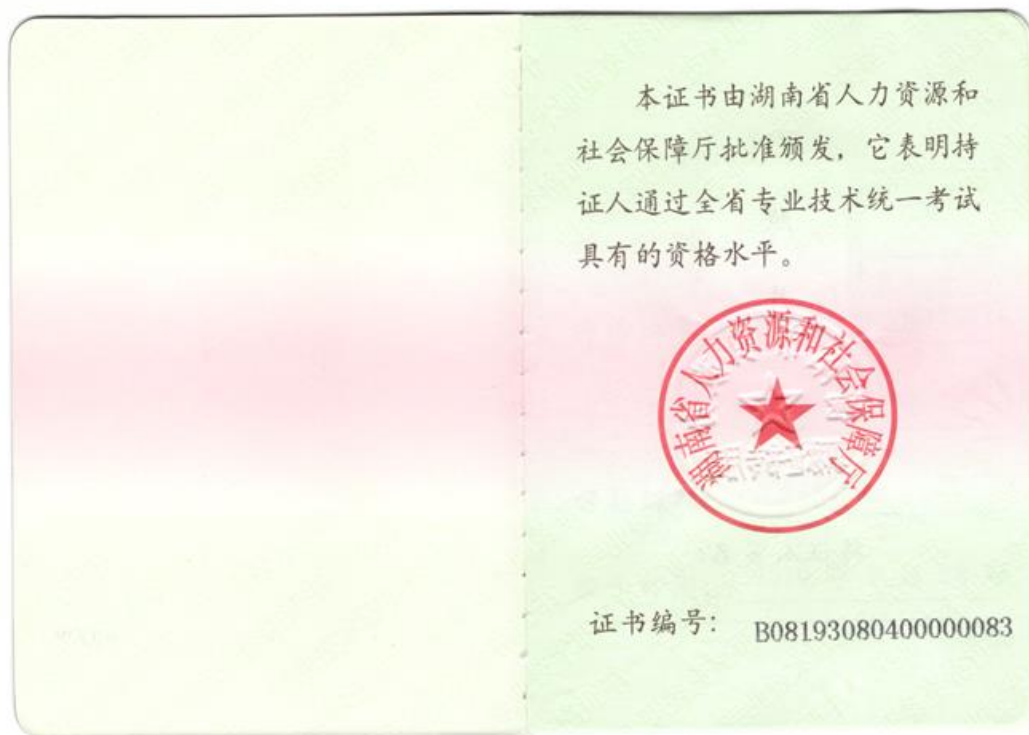 本证书由湖南省人力资源和
社会保障厅批准颁发，它表明持
证人通过全省专业技术统一考试
具有的资格水平。
湖南省人力资源和社会保障厅
证书编号： B08193080400000083